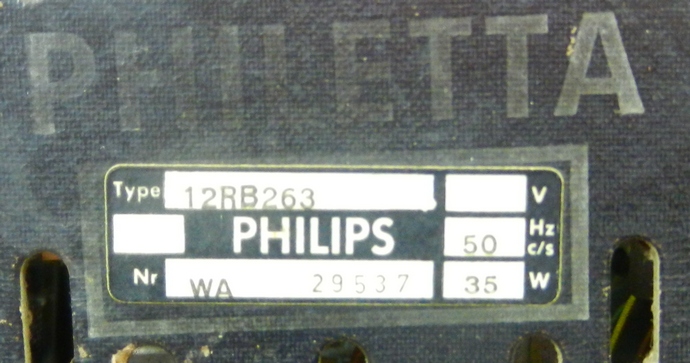 PHILETTA
Type 12RB263 V
PHILIPS 50 Hz c/s
Nr WA 29537 35 W